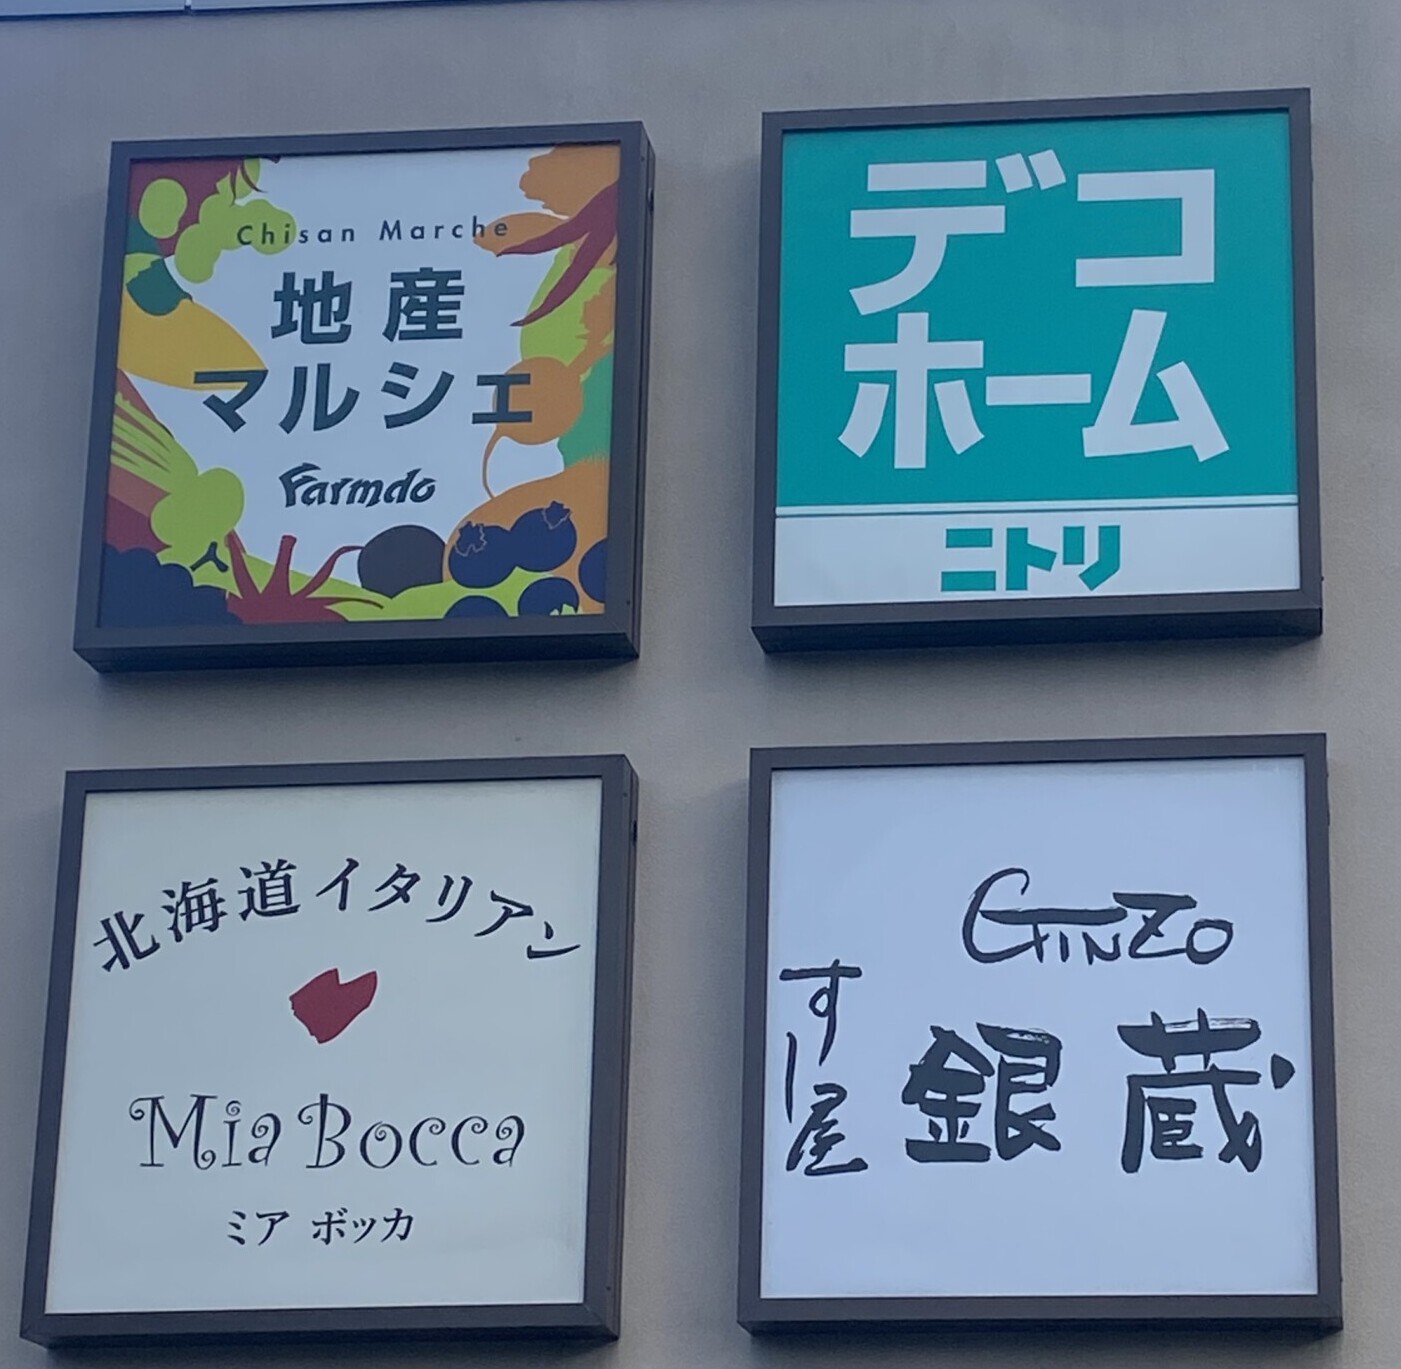 Chisan Marche
地産
マルシェ
Farmdo
デコ
ホーム
ニトリ
北海道イタリアン
Mia Bocca
ミア ボッカ
GINZO
すし屋
銀蔵